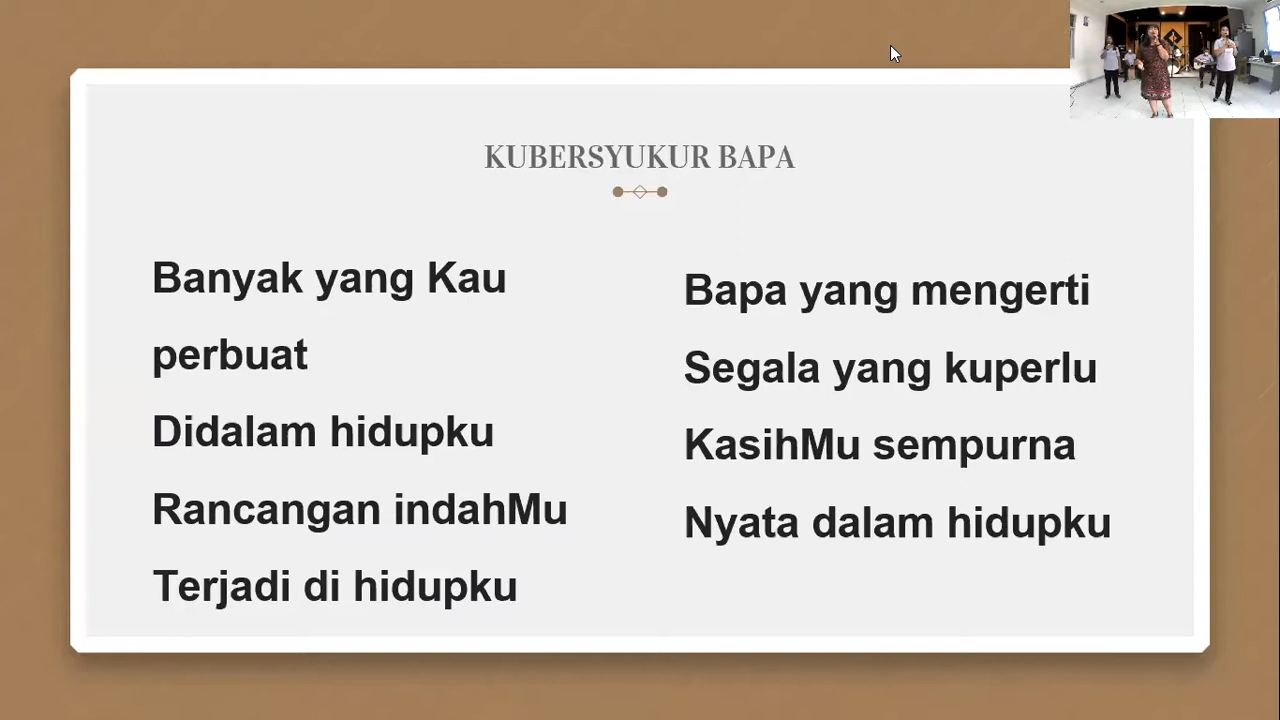 KUBERSYUKUR BAPA
Banyak yang Kau
perbuat
Didalam hidupku
Rancangan indahMu
Terjadi di hidupku
Bapa yang mengerti
Segala yang kuperlu
KasihMu sempurna
Nyata dalam hidupku